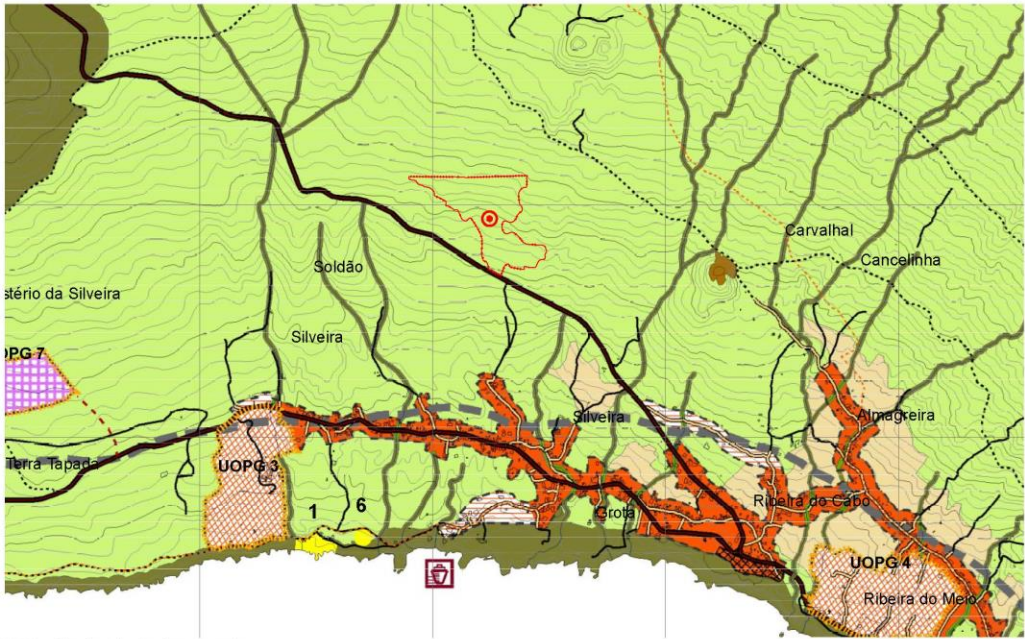 Carvalhal
Cancelinha
Soldão
stério da Silveira
Silveira
OPG 7
Silveira
Almagreira
Terra Tapada
UOPG 3
Ribeira do Cabo
1
6
Grota
UOPG 4
Ribeira do Meio